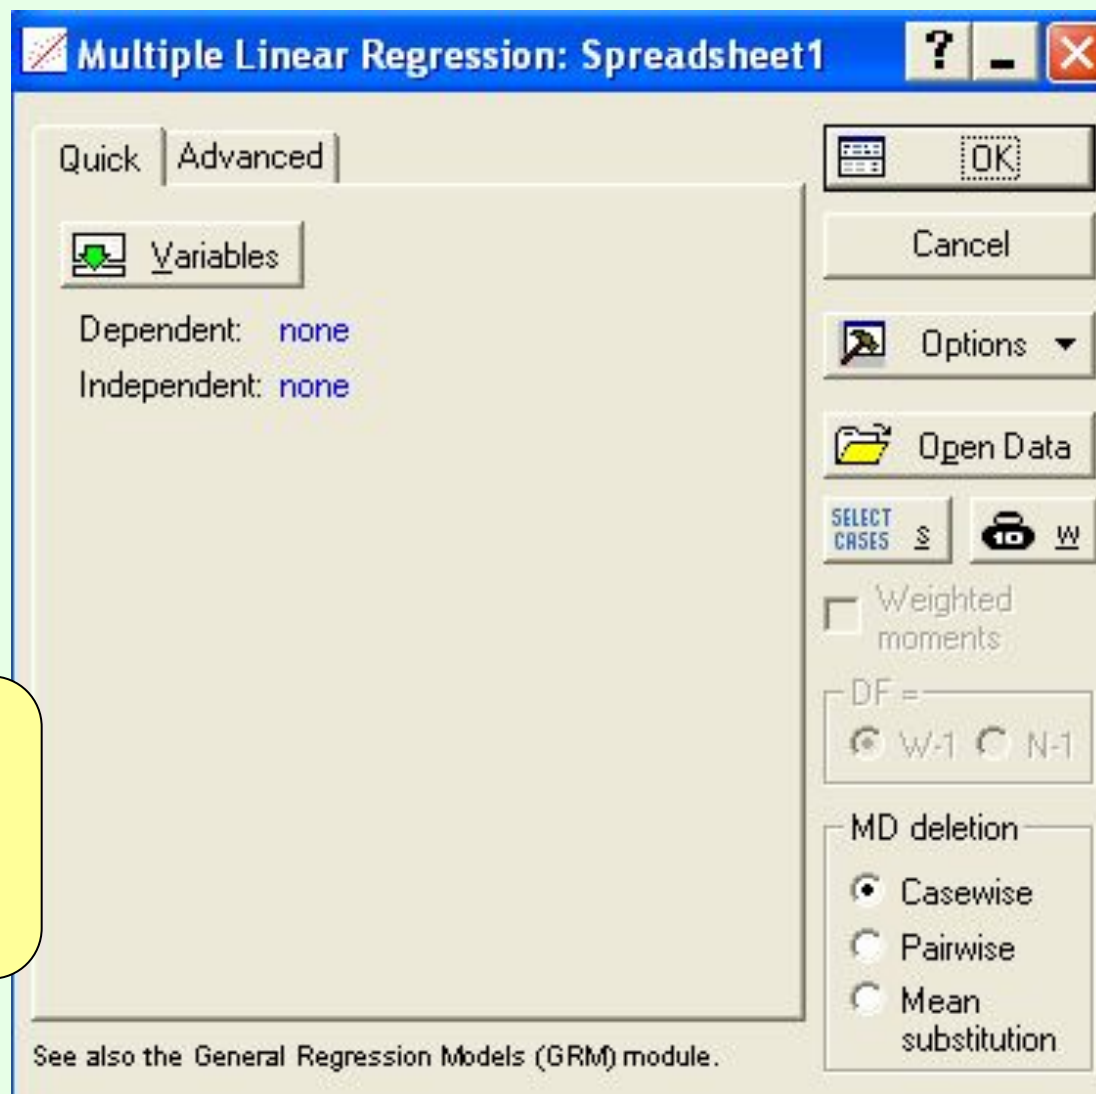 Multiple Linear Regression: Spreadsheet1
Quick
Advanced
Variables
Dependent: none
Independent: none
See also the General Regression Models (GRM) module.
OK
Cancel
Options
Open Data
SELECT
CASES
S
10
W
Weighted
moments
DF =
W-1
N-1
MD deletion
Casewise
Pairwise
Mean
substitution